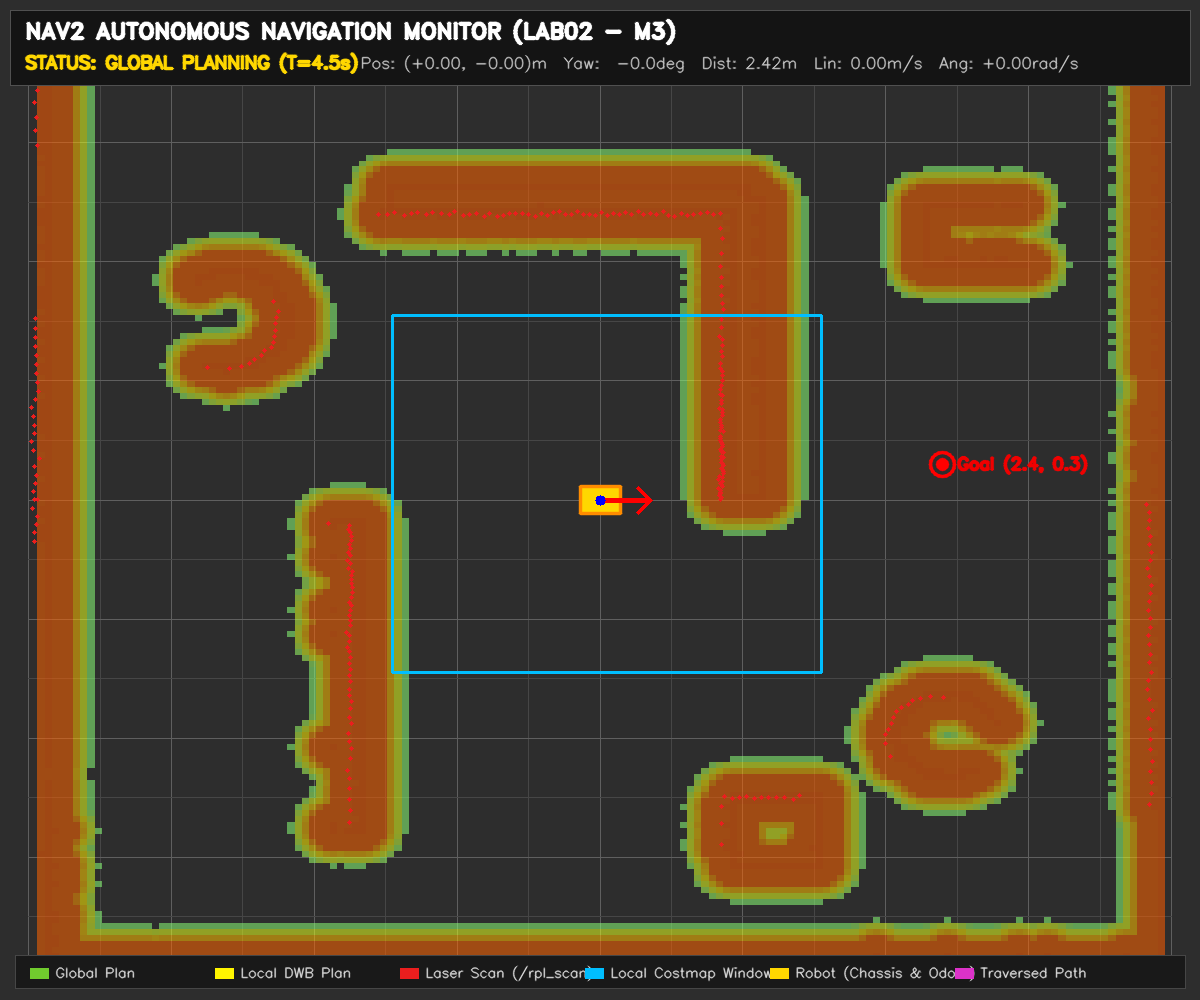 NAV2 AUTONOMOUS NAVIGATION MONITOR (LAB02 - M3)
STATUS: GLOBAL PLANNING (T=4.5s) Pos: (+0.00, -0.00)m Yaw: -0.0deg Dist: 2.42m Lin: 0.00m/s Ang: +0.00rad/s
Goal (2.4, 0.3)
Global Plan Local DWB Plan Laser Scan (/rpl_scan) Local Costmap Window Robot (Chassis & Odo Traversed Path